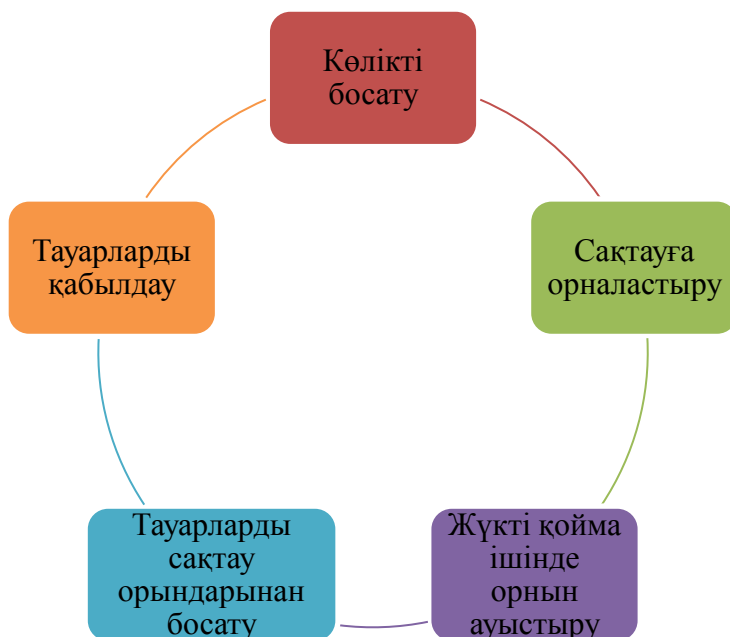 Көлікті
босату
Тауарларды
қабылдау
Сақтауға
орналастыру
Тауарларды
сақтау
орындарынан
босату
Жүкті қойма
ішінде
орнын
ауыстыру